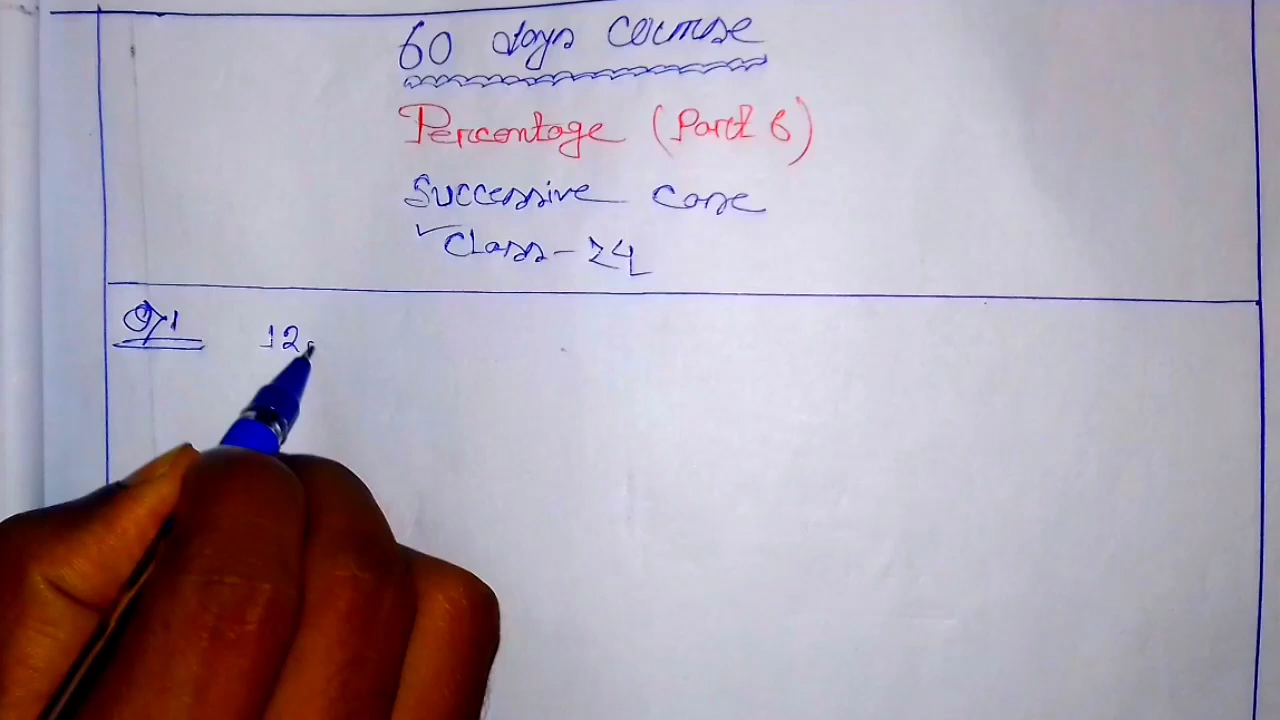 60 days course
Percentage (Part 6)
Successive case
Class-24
Q1 12